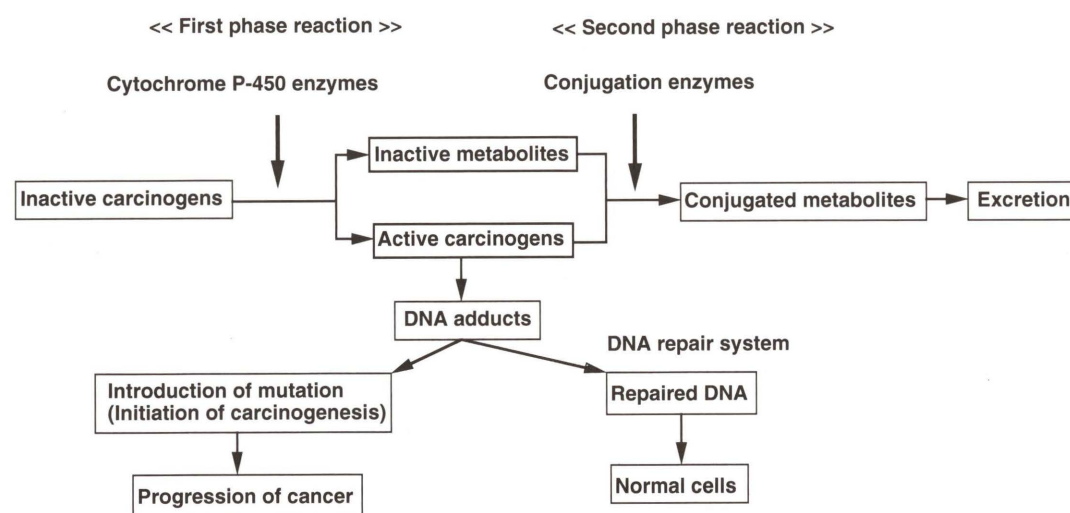 << First phase reaction >>
<< Second phase reaction >>
Cytochrome P-450 enzymes
Conjugation enzymes
Inactive metabolites
Inactive carcinogens
Conjugated metabolites
Excretion
Active carcinogens
DNA adducts
DNA repair system
Introduction of mutation
(Initiation of carcinogenesis)
Repaired DNA
Progression of cancer
Normal cells